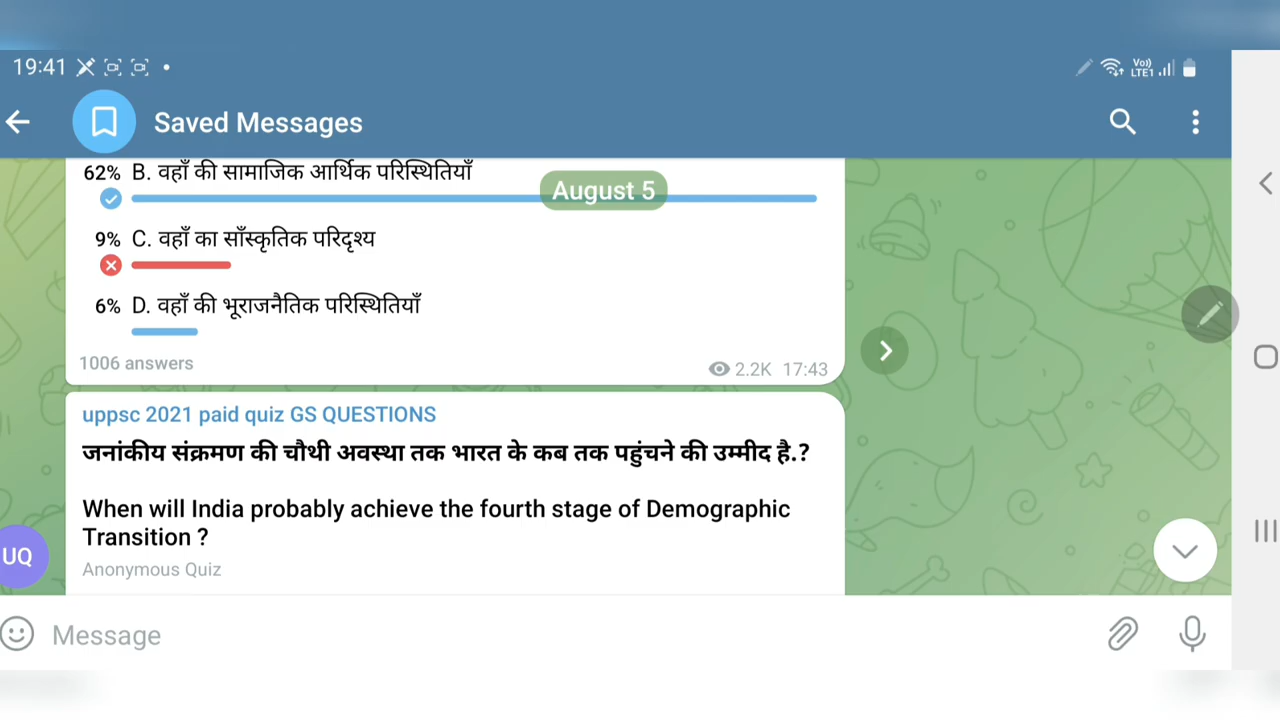 19:41
Vo)) LTE1
Saved Messages
62% B. वहाँ की सामाजिक आर्थिक परिस्थितियाँ
August 5
9% C. वहाँ का साँस्कृतिक परिदृश्य
6% D. वहाँ की भूराजनैतिक परिस्थितियाँ
1006 answers
2.2K 17:43
uppsc 2021 paid quiz GS QUESTIONS
जनांकीय संक्रमण की चौथी अवस्था तक भारत के कब तक पहुंचने की उम्मीद है.?
When will India probably achieve the fourth stage of Demographic
Transition ?
UQ
Anonymous Quiz
Message